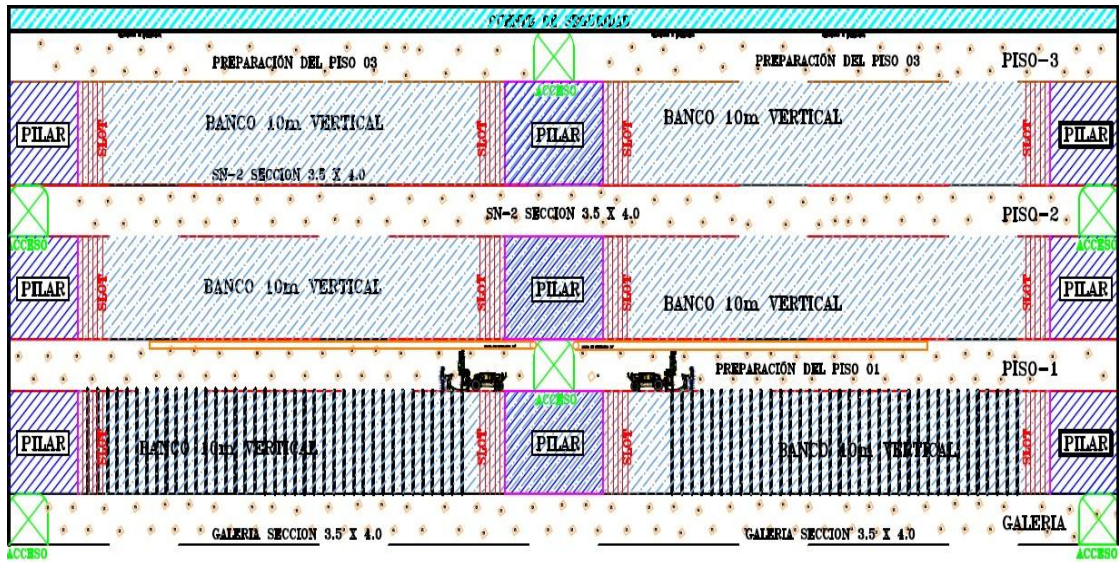 PUENTE DE SEGURIDAD
PREPARACIÓN DEL PISO 03
PREPARACIÓN DEL PISO 03
PISO-3
ACCESO
PILAR
SLOT
BANCO 10m VERTICAL
SLOT
PILAR
SLOT
BANCO 10m VERTICAL
SLOT
PILAR
SN-2 SECCION 3.5 X 4.0
SN-2 SECCION 3.5 X 4.0
PISO-2
ACCESO
ACCESO
PILAR
SLOT
BANCO 10m VERTICAL
SLOT
PILAR
SLOT
BANCO 10m VERTICAL
SLOT
PILAR
PREPARACIÓN DEL PISO 01
PISO-1
ACCESO
PILAR
SLOT
BANCO 10m VERTICAL
SLOT
PILAR
SLOT
BANCO 10m VERTICAL
SLOT
PILAR
GALERIA SECCION 3.5 X 4.0
GALERIA SECCION 3.5 X 4.0
GALERIA
ACCESO
ACCESO